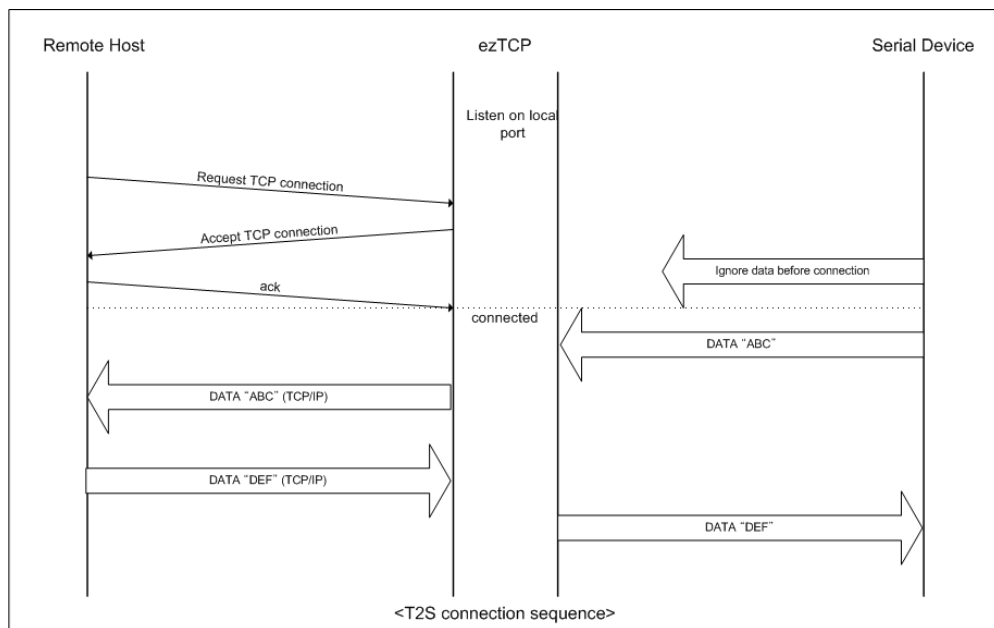 Remote Host
ezTCP
Serial Device
Listen on local
port
Request TCP connection
Accept TCP connection
Ignore data before connection
ack
connected
DATA “ABC”
DATA “ABC” (TCP/IP)
DATA “DEF” (TCP/IP)
DATA “DEF”
<T2S connection sequence>